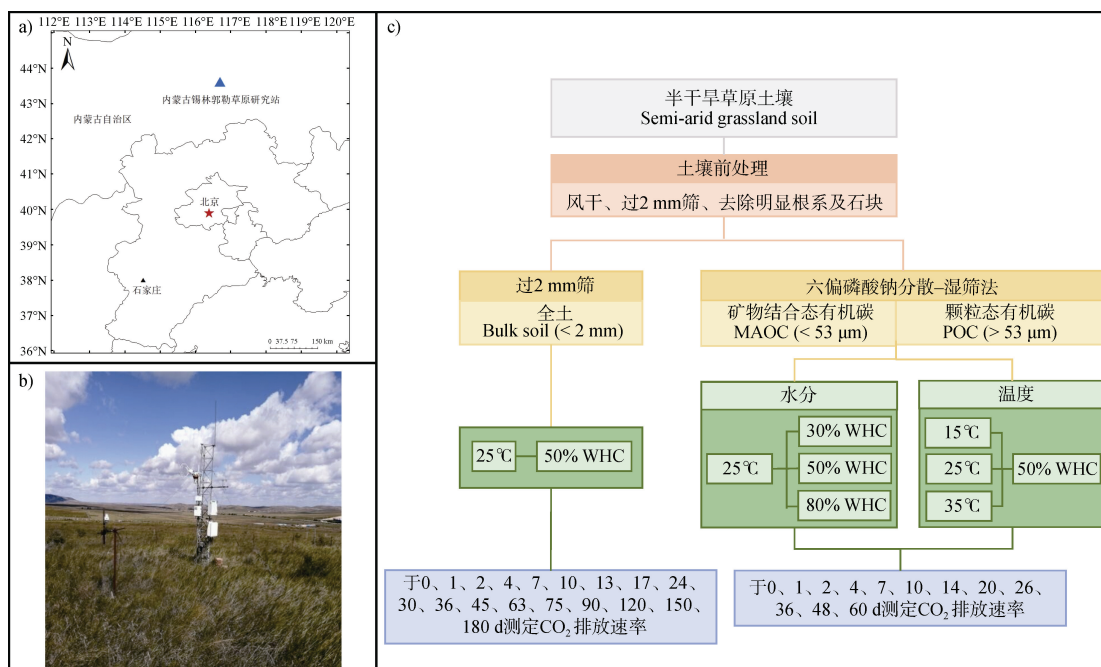 a)
112°E 114°E 115°E 116°E 117°E 118°E 119°E 120°E
N
44°N
43°N
42°N
41°N
40°N
39°N
38°N
37°N
36°N
内蒙古锡林郭勒草原研究站
内蒙古自治区
北京
石家庄
0 37.5 75 150 km
b)
c)
半干旱草原土壤
Semi-arid grassland soil
土壤前处理
风干、过2 mm筛、去除明显根系及石块
过2 mm筛
全土
Bulk soil (< 2 mm)
六偏磷酸钠分散–湿筛法
矿物结合态有机碳
MAOC (< 53 μm)
颗粒态有机碳
POC (> 53 μm)
25℃
50% WHC
水分
25℃
30% WHC
50% WHC
80% WHC
温度
15℃
25℃
35℃
50% WHC
于0、1、2、4、7、10、13、17、24、
30、36、45、63、75、90、120、150、
180 d测定CO₂排放速率
于0、1、2、4、7、10、14、20、26、
36、48、60 d测定CO₂排放速率